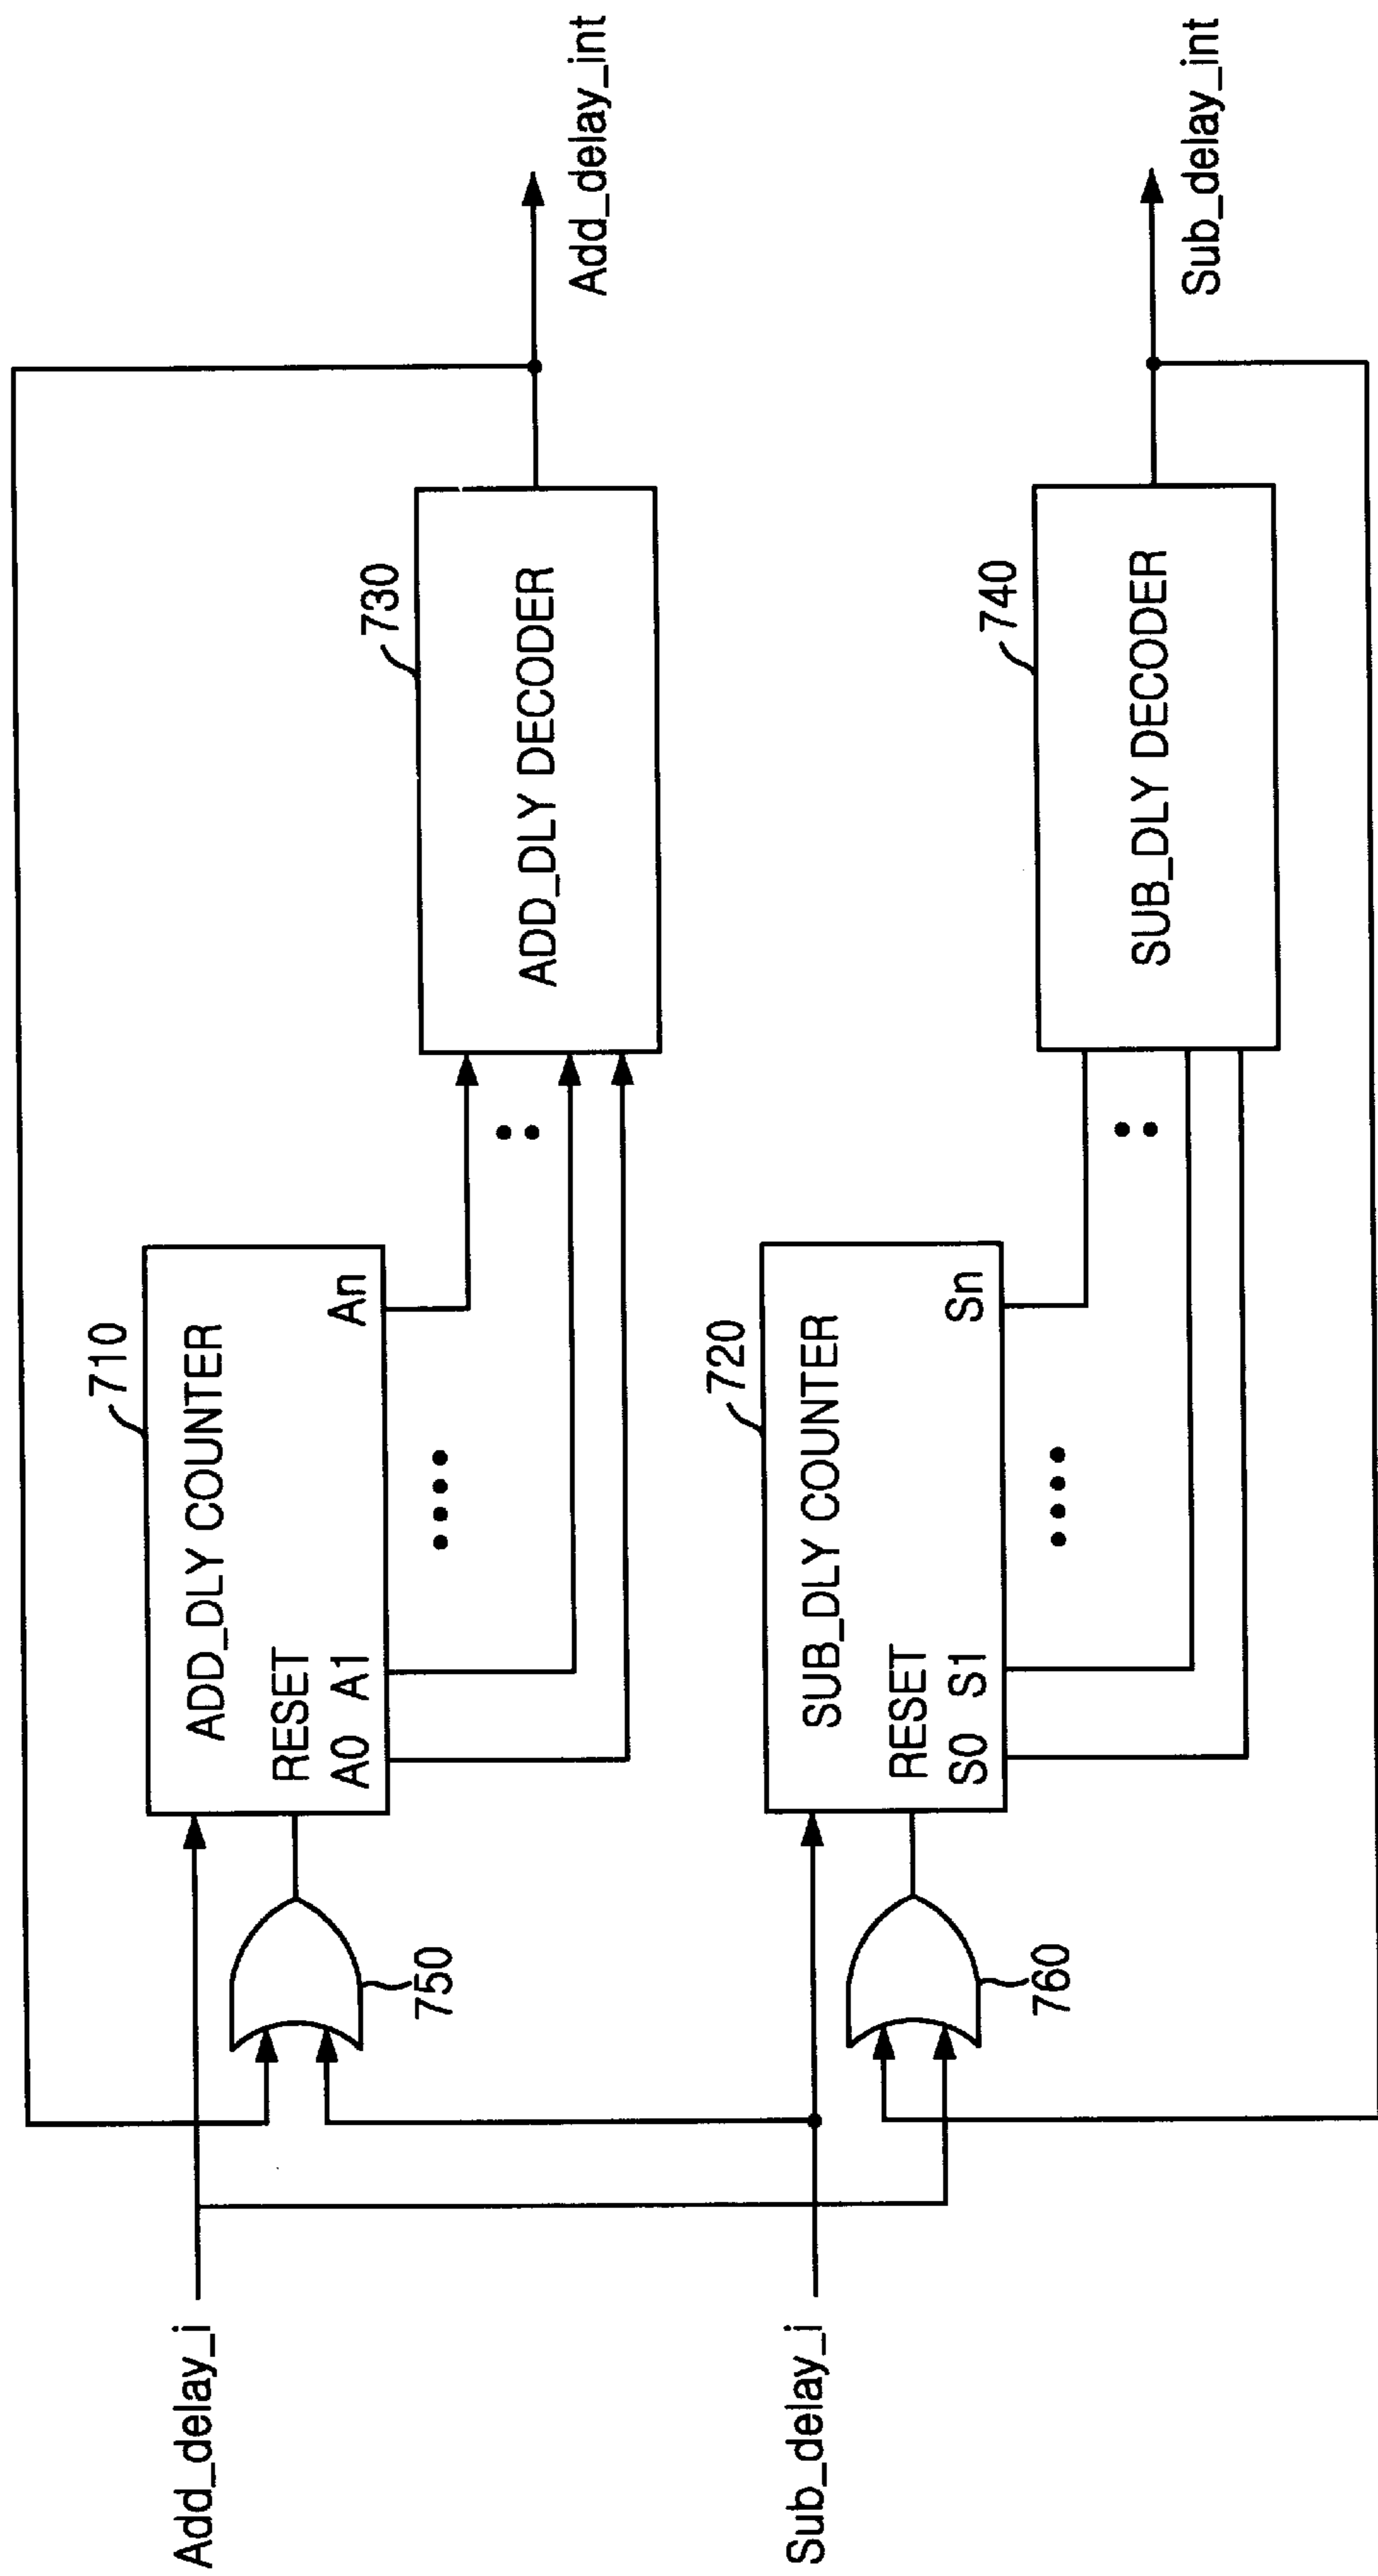 Add_delay_i
Sub_delay_i
750
760
710
ADD_DLY COUNTER
RESET
A0 A1
An
720
SUB_DLY COUNTER
RESET
S0 S1
Sn
730
ADD_DLY DECODER
740
SUB_DLY DECODER
Add_delay_int
Sub_delay_int